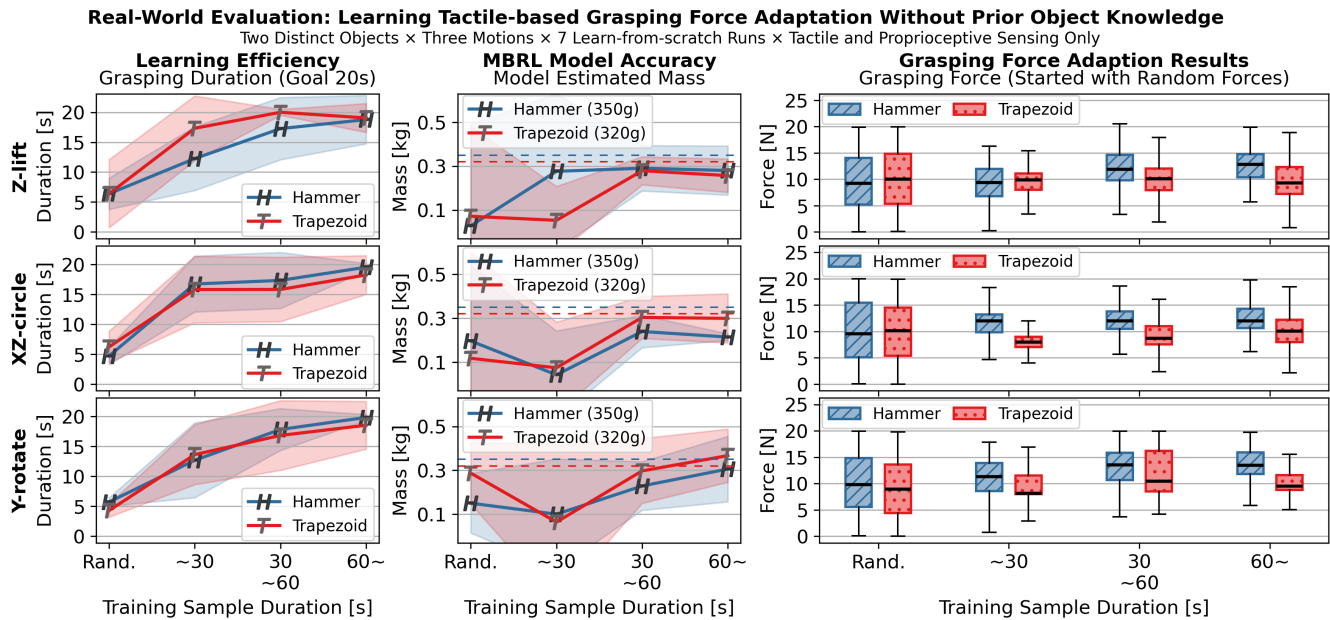 Real-World Evaluation: Learning Tactile-based Grasping Force Adaptation Without Prior Object Knowledge
Two Distinct Objects × Three Motions × 7 Learn-from-scratch Runs × Tactile and Proprioceptive Sensing Only
Learning Efficiency
Grasping Duration (Goal 20s)
MBRL Model Accuracy
Model Estimated Mass
Grasping Force Adaption Results
Grasping Force (Started with Random Forces)
Z-lift
Duration [s]
20
15
10
5
0
Hammer
Trapezoid
Mass [kg]
0.5
0.3
0.1
Hammer (350g)
Trapezoid (320g)
Force [N]
25
20
15
10
5
0
Hammer
Trapezoid
XZ-circle
Duration [s]
20
15
10
5
0
Hammer
Trapezoid
Mass [kg]
0.5
0.3
0.1
Hammer (350g)
Trapezoid (320g)
Force [N]
25
20
15
10
5
0
Hammer
Trapezoid
Y-rotate
Duration [s]
20
15
10
5
0
Hammer
Trapezoid
Mass [kg]
0.5
0.3
0.1
Hammer (350g)
Trapezoid (320g)
Force [N]
25
20
15
10
5
0
Hammer
Trapezoid
Rand.
~30
30
~60
60~
Training Sample Duration [s]
Rand.
~30
30
~60
60~
Training Sample Duration [s]
Rand.
~30
30
~60
60~
Training Sample Duration [s]